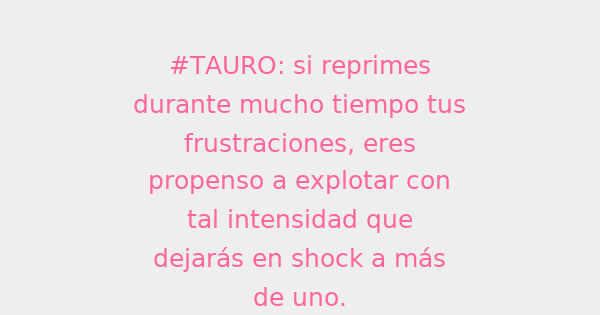 #TAURO: si reprimes
durante mucho tiempo tus
frustraciones, eres
propenso a explotar con
tal intensidad que
dejarás en shock a más
de uno.